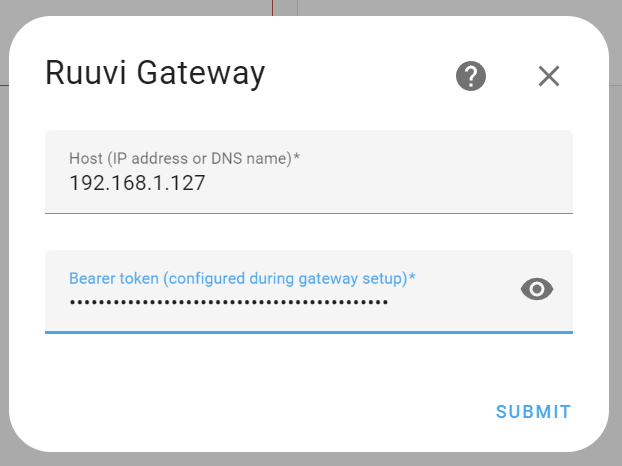 Ruuvi Gateway
Host (IP address or DNS name)*
192.168.1.127
Bearer token (configured during gateway setup)*
••••••••••••••••••••••••••••••••••••••••••••
SUBMIT